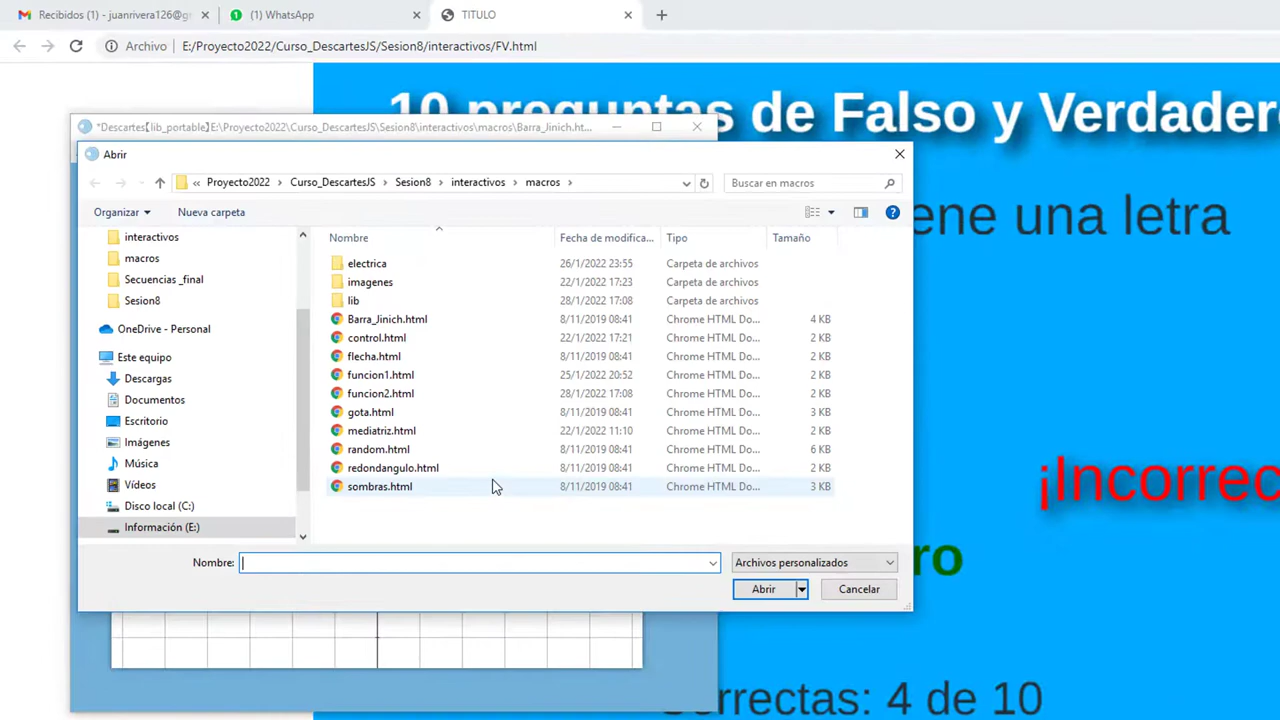 Recibidos (1) - juanrivera126@gr
(1) WhatsApp
TITULO
Archivo
E:/Proyecto2022/Curso_DescartesJS/Sesion8/interactivos/FV.html
10 preguntas de Falso y Verdadero
*Descartes【lib_portable】E:\Proyecto2022\Curso_DescartesJS\Sesion8\interactivos\macros\Barra_Jinich.ht...
Abrir
« Proyecto2022 › Curso_DescartesJS › Sesion8 › interactivos › macros ›
Buscar en macros
Organizar
Nueva carpeta
ene una letra
interactivos
macros
Secuencias _final
Sesion8
OneDrive - Personal
Este equipo
Descargas
Documentos
Escritorio
Imágenes
Música
Vídeos
Disco local (C:)
Información (E:)
Nombre Fecha de modifica... Tipo Tamaño
electrica 26/1/2022 23:55 Carpeta de archivos
imagenes 22/1/2022 17:23 Carpeta de archivos
lib 28/1/2022 17:08 Carpeta de archivos
Barra_Jinich.html 8/11/2019 08:41 Chrome HTML Do... 4 KB
control.html 22/1/2022 17:21 Chrome HTML Do... 2 KB
flecha.html 8/11/2019 08:41 Chrome HTML Do... 2 KB
funcion1.html 25/1/2022 20:52 Chrome HTML Do... 2 KB
funcion2.html 28/1/2022 17:08 Chrome HTML Do... 2 KB
gota.html 8/11/2019 08:41 Chrome HTML Do... 3 KB
mediatriz.html 22/1/2022 11:10 Chrome HTML Do... 2 KB
random.html 8/11/2019 08:41 Chrome HTML Do... 6 KB
redondangulo.html 8/11/2019 08:41 Chrome HTML Do... 2 KB
sombras.html 8/11/2019 08:41 Chrome HTML Do... 3 KB
¡Incorrec
Nombre:
Archivos personalizados
ro
Abrir
Cancelar
Correctas: 4 de 10